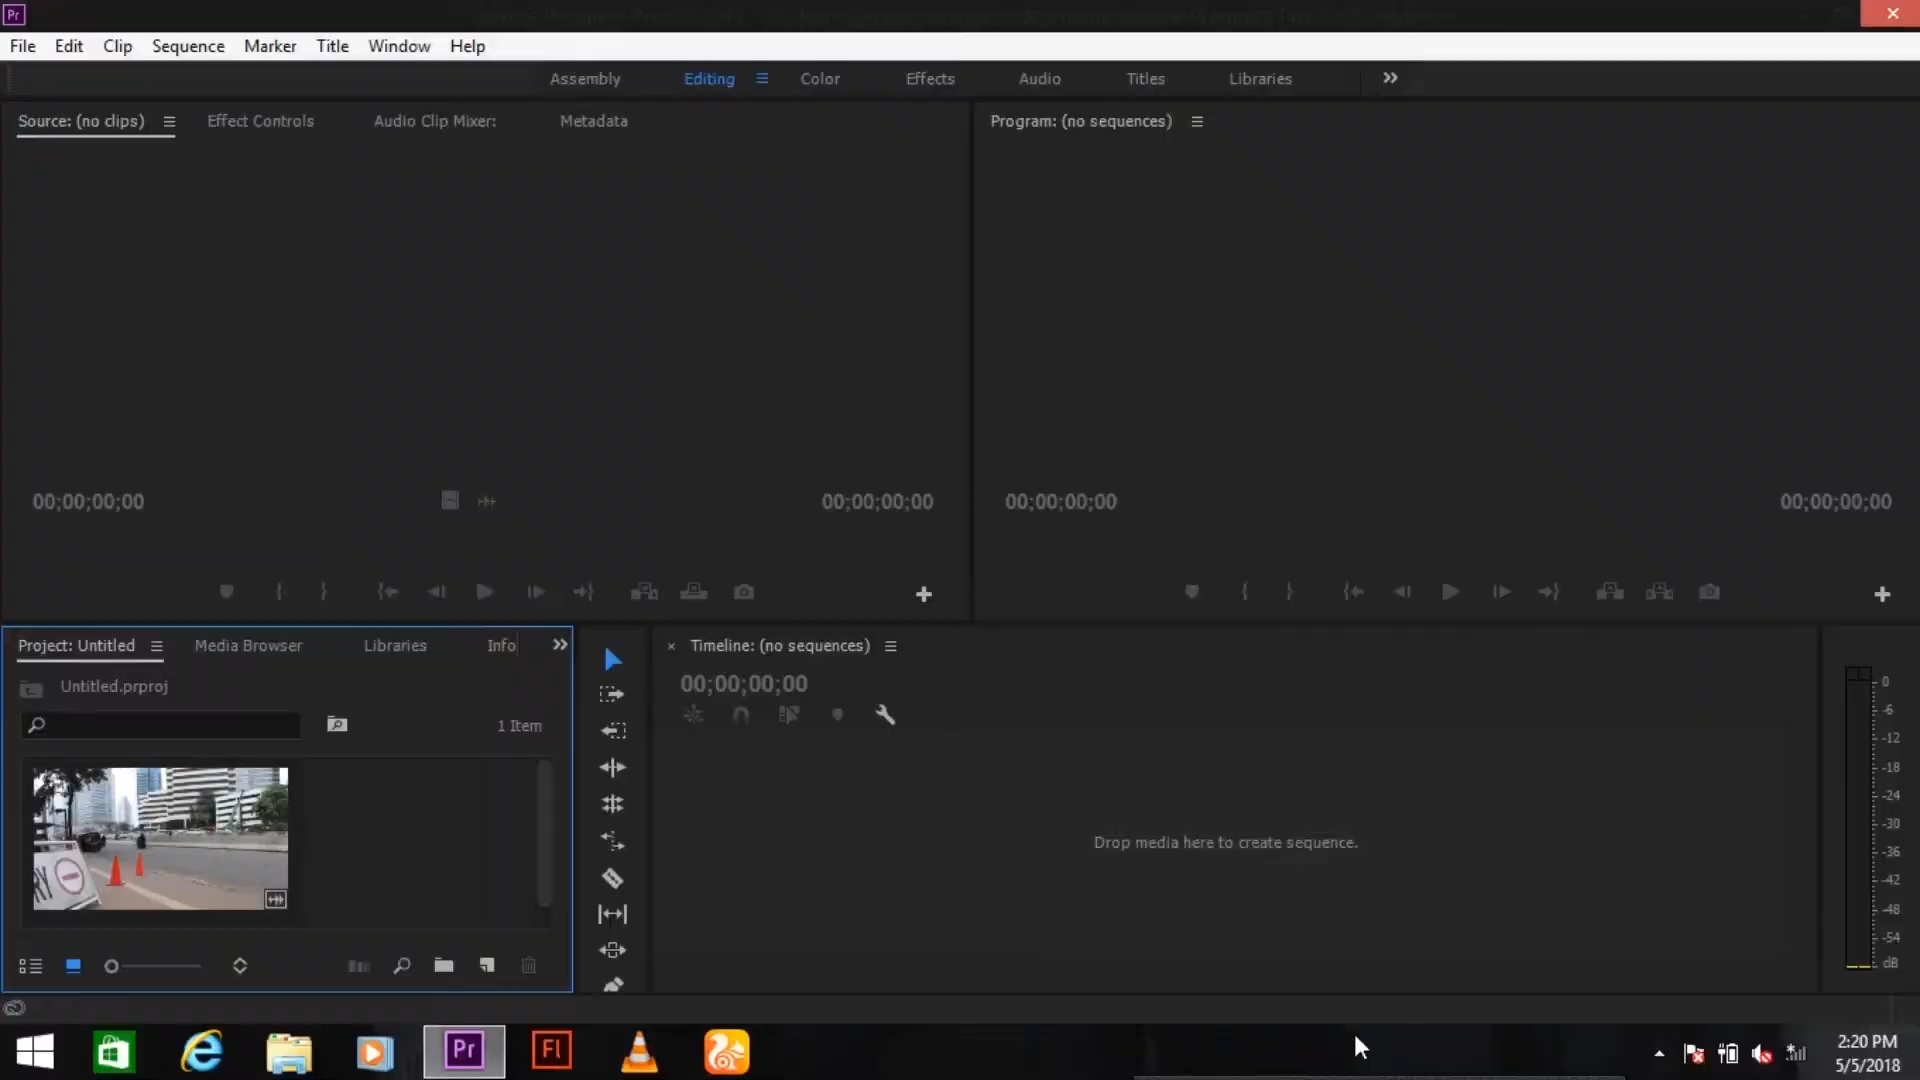 Pr
File Edit Clip Sequence Marker Title Window Help
Assembly Editing Color Effects Audio Titles Libraries
Source: (no clips) Effect Controls Audio Clip Mixer: Metadata
Program: (no sequences)
00;00;00;00 00;00;00;00
00;00;00;00 00;00;00;00
Project: Untitled Media Browser Libraries Info
Untitled.prproj
1 Item
Timeline: (no sequences)
00;00;00;00
Drop media here to create sequence.
0
-6
-12
-18
-24
-30
-36
-42
-48
-54
dB
Pr
Fl
2:20 PM
5/5/2018